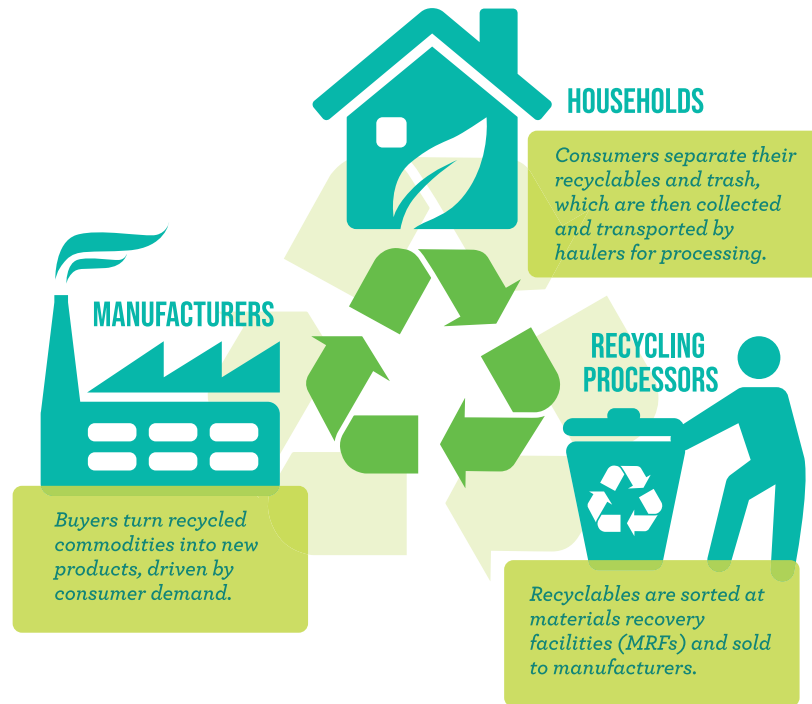 HOUSEHOLDS
Consumers separate their
recyclables and trash,
which are then collected
and transported by
haulers for processing.
MANUFACTURERS
Buyers turn recycled
commodities into new
products, driven by
consumer demand.
RECYCLING
PROCESSORS
Recyclables are sorted at
materials recovery
facilities (MRFs) and sold
to manufacturers.